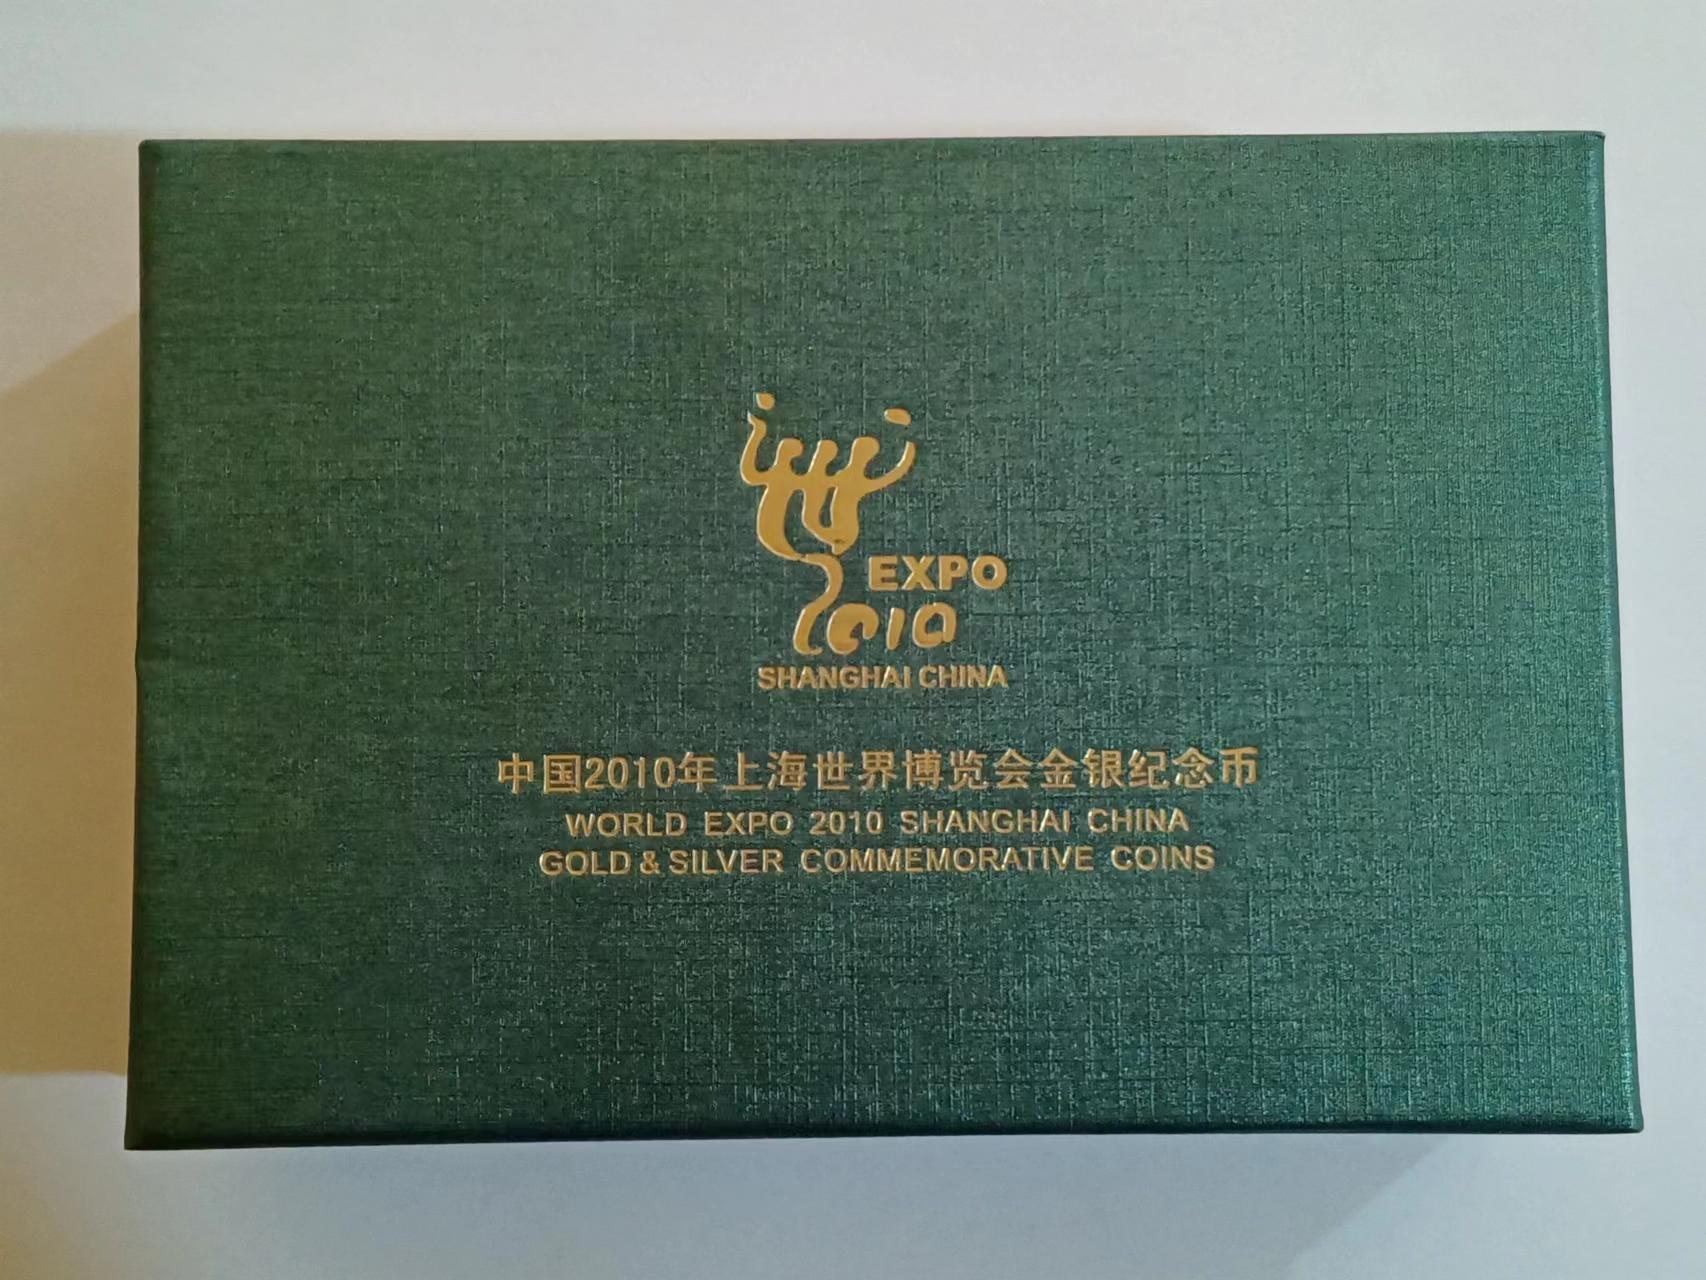 EXPO
2010
SHANGHAI CHINA
中国2010年上海世界博览会金银纪念币
WORLD EXPO 2010 SHANGHAI CHINA
GOLD & SILVER COMMEMORATIVE COINS